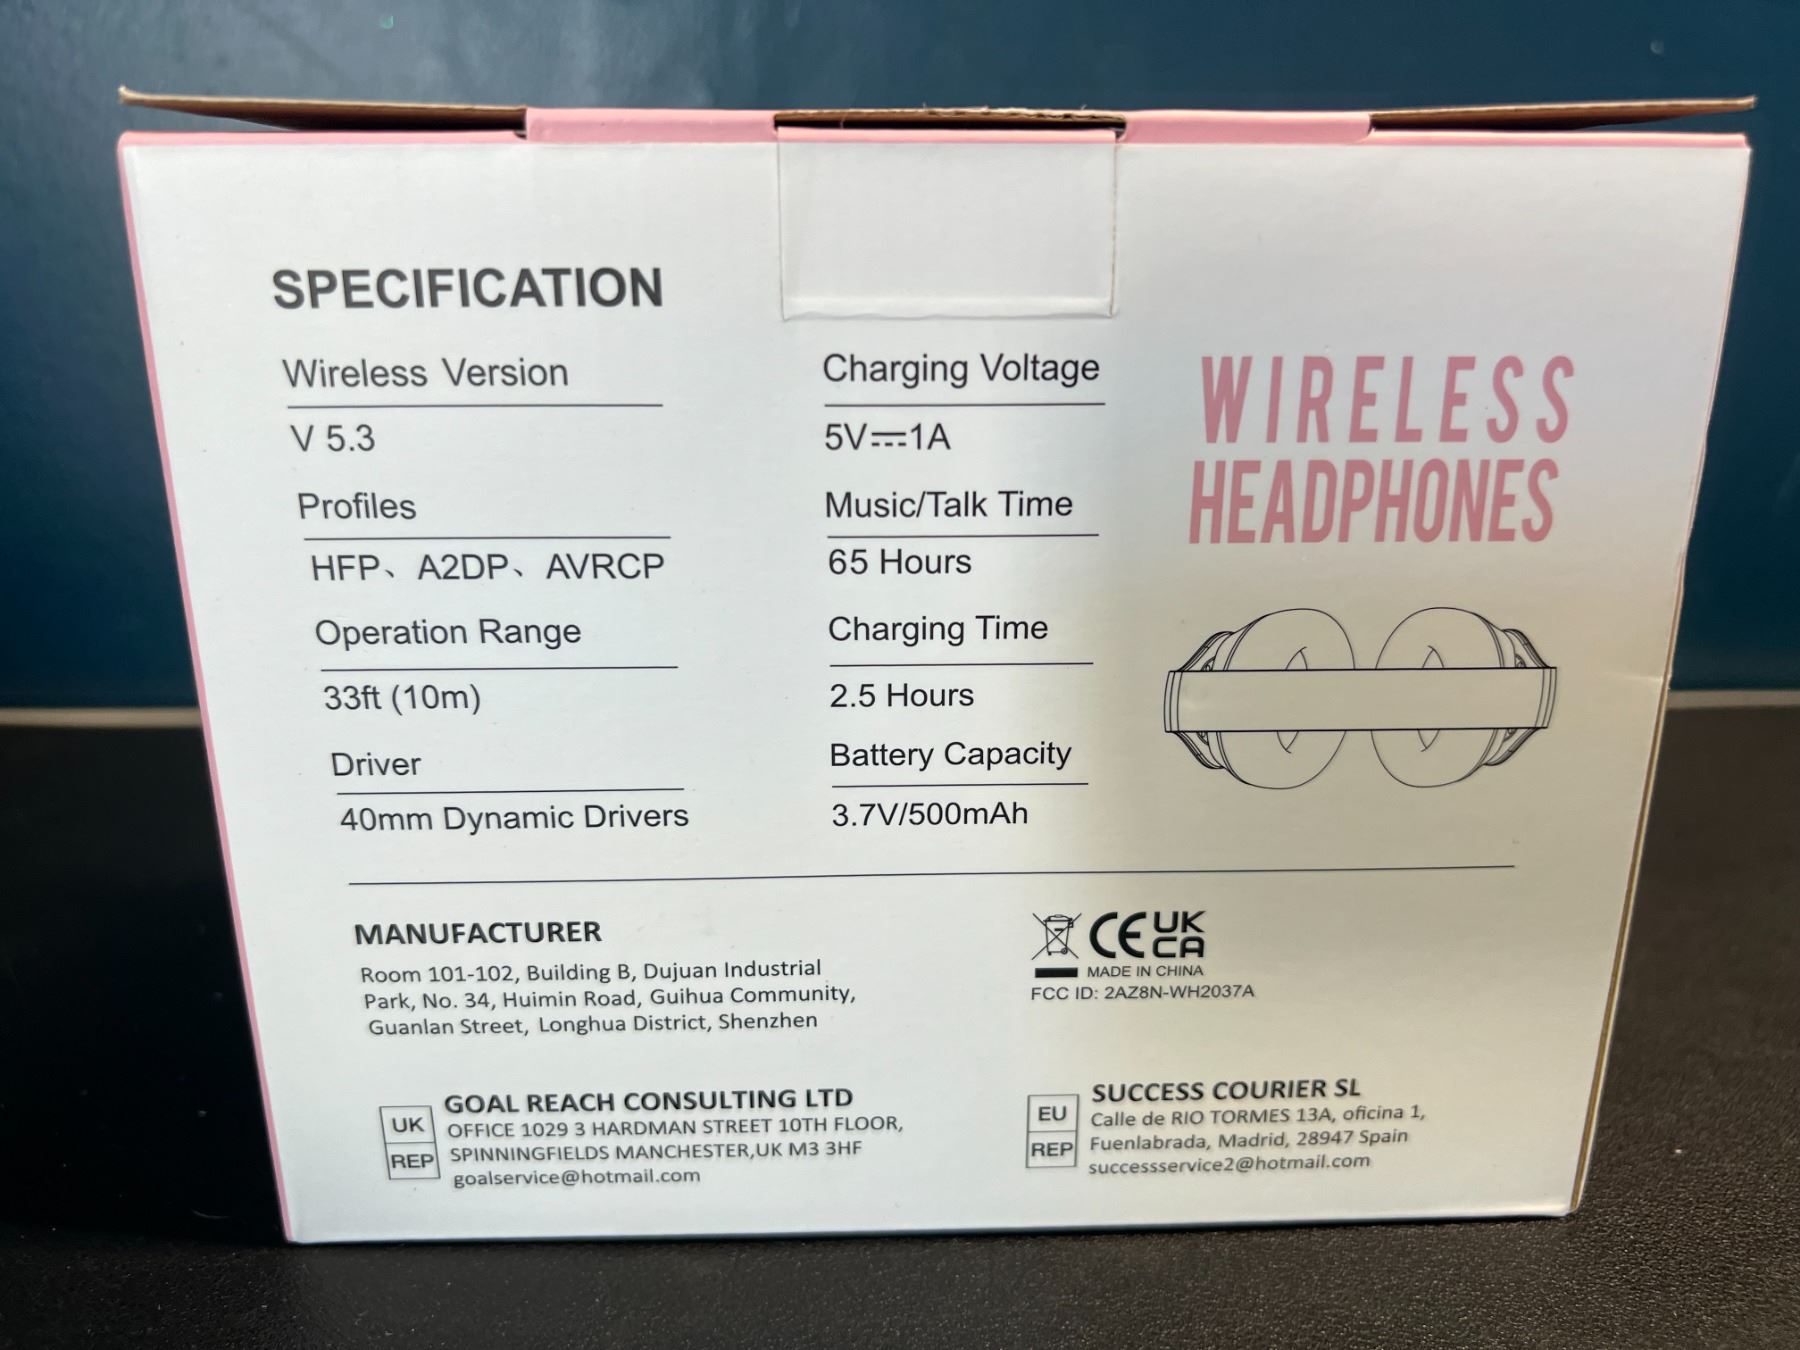 SPECIFICATION
Wireless Version
V 5.3
Profiles
HFP、A2DP、AVRCP
Operation Range
33ft (10m)
Driver
40mm Dynamic Drivers
Charging Voltage
5V⎓1A
Music/Talk Time
65 Hours
Charging Time
2.5 Hours
Battery Capacity
3.7V/500mAh
WIRELESS
HEADPHONES
MANUFACTURER
Room 101-102, Building B, Dujuan Industrial
Park, No. 34, Huimin Road, Guihua Community,
Guanlan Street, Longhua District, Shenzhen
CE UK
CA
MADE IN CHINA
FCC ID: 2AZ8N-WH2037A
UK
REP
GOAL REACH CONSULTING LTD
OFFICE 1029 3 HARDMAN STREET 10TH FLOOR,
SPINNINGFIELDS MANCHESTER,UK M3 3HF
goalservice@hotmail.com
EU
REP
SUCCESS COURIER SL
Calle de RIO TORMES 13A, oficina 1,
Fuenlabrada, Madrid, 28947 Spain
successservice2@hotmail.com